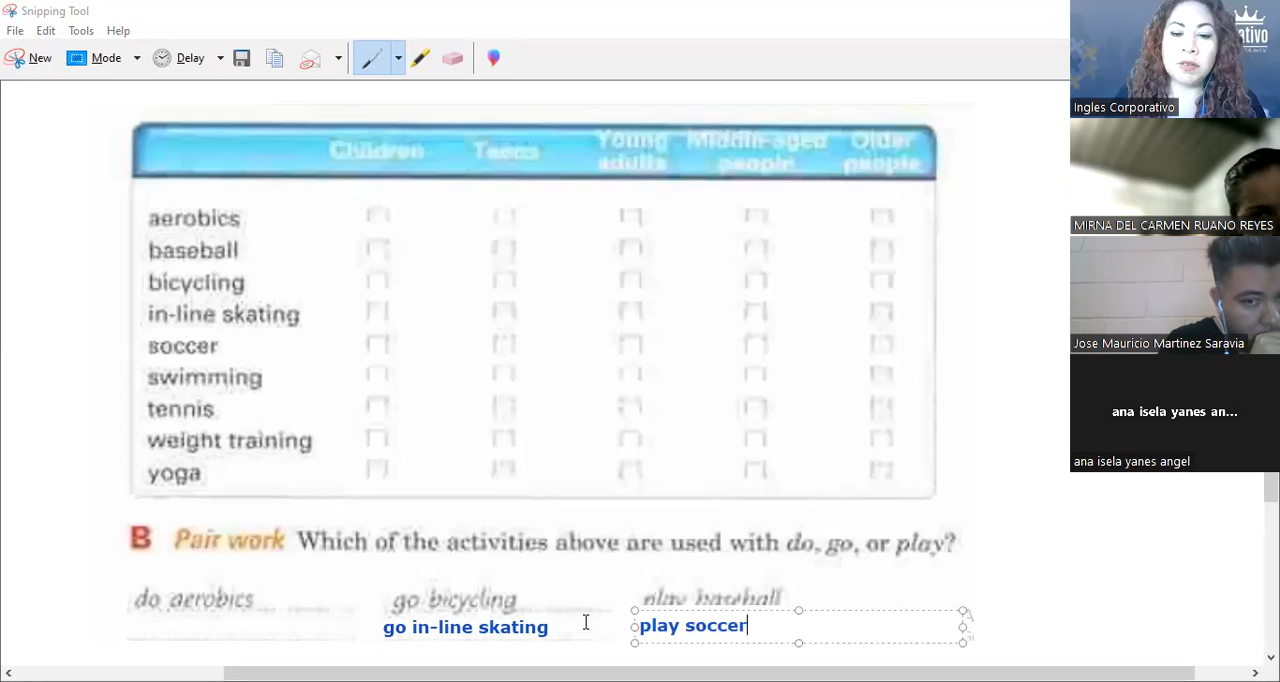 Snipping Tool
File Edit Tools Help
New Mode Delay
Children Teens Young adults Middle-aged people Older people
aerobics
baseball
bicycling
in-line skating
soccer
swimming
tennis
weight training
yoga
B Pair work Which of the activities above are used with do, go, or play?
do aerobics go bicycling play baseball
go in-line skating play soccer
Ingles Corporativo
MIRNA DEL CARMEN RUANO REYES
Jose Mauricio Martinez Saravia
ana isela yanes an...
ana isela yanes angel